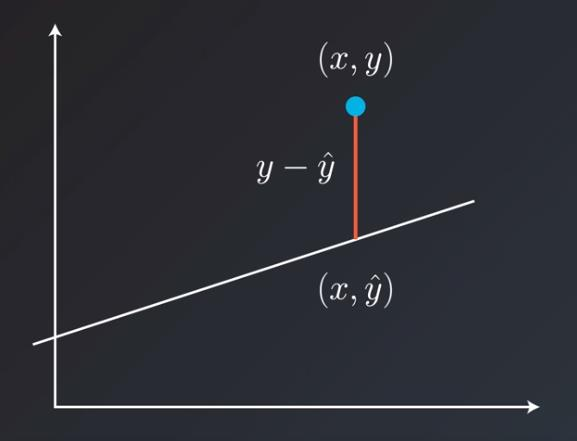 (x, y)
y − ŷ
(x, ŷ)